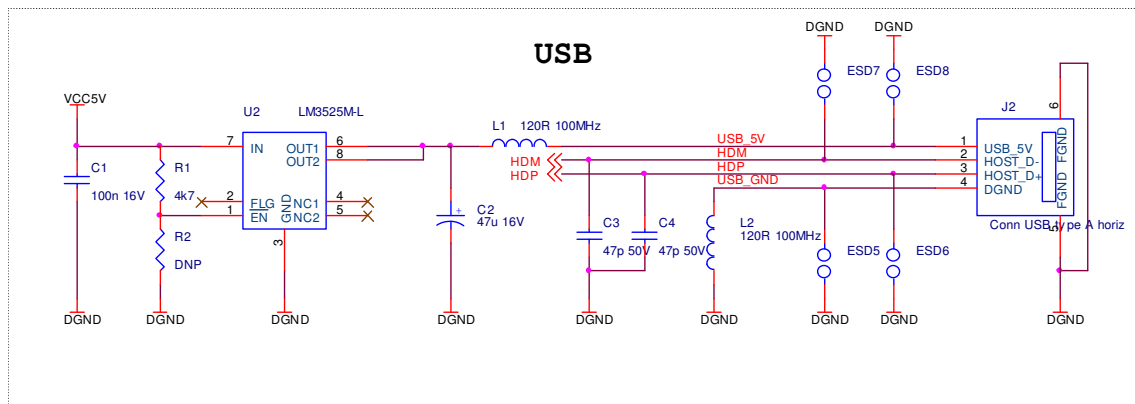 DGND DGND
USB
ESD7 ESD8
VCC5V
U2 LM3525M-L
J2
6
L1 120R 100MHz
7 IN OUT1 6
OUT2 8
USB_5V 1 USB_5V
HDM HDM 2 HOST_D-
HDP HDP 3 HOST_D+
USB_GND 4 DGND
FGND
FGND
C1
100n 16V
R1
4k7
2 FLG NC1 4
1 EN NC2 5
GND
3
C2
47u 16V
C3
47p 50V
C4
47p 50V
L2
120R 100MHz
5
Conn USB type A horiz
R2
DNP
ESD5 ESD6
DGND DGND DGND DGND DGND DGND DGND DGND DGND